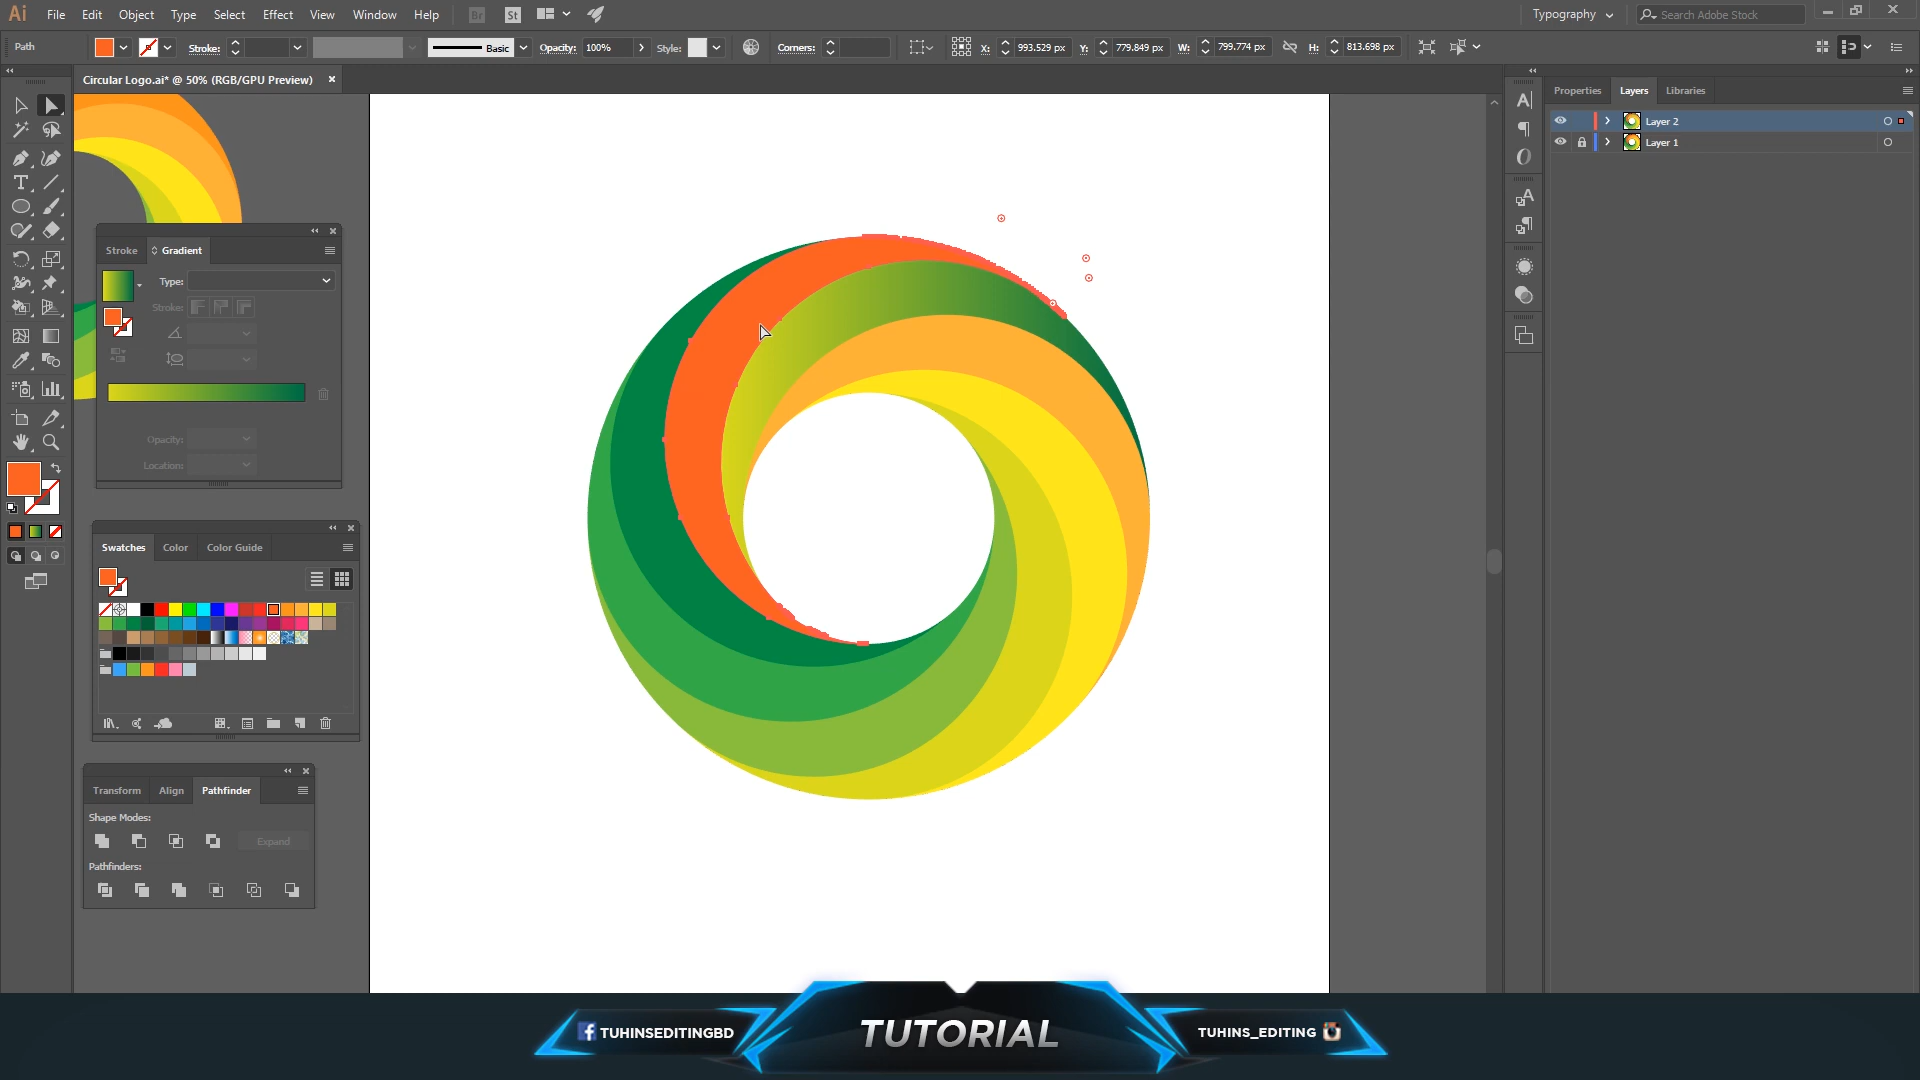 Ai File Edit Object Type Select Effect View Window Help Br St Typography Search Adobe Stock
Path Stroke: Basic Opacity: 100% Style: Corners: X: 993.529 px Y: 779.849 px W: 799.774 px H: 813.698 px
Circular Logo.ai* @ 50% (RGB/GPU Preview)
Properties Layers Libraries
Layer 2
Layer 1
Stroke Gradient
Type:
Stroke:
Opacity:
Location:
Swatches Color Color Guide
Transform Align Pathfinder
Shape Modes:
Expand
Pathfinders:
TUHINSEDITINGBD
TUTORIAL
TUHINS_EDITING